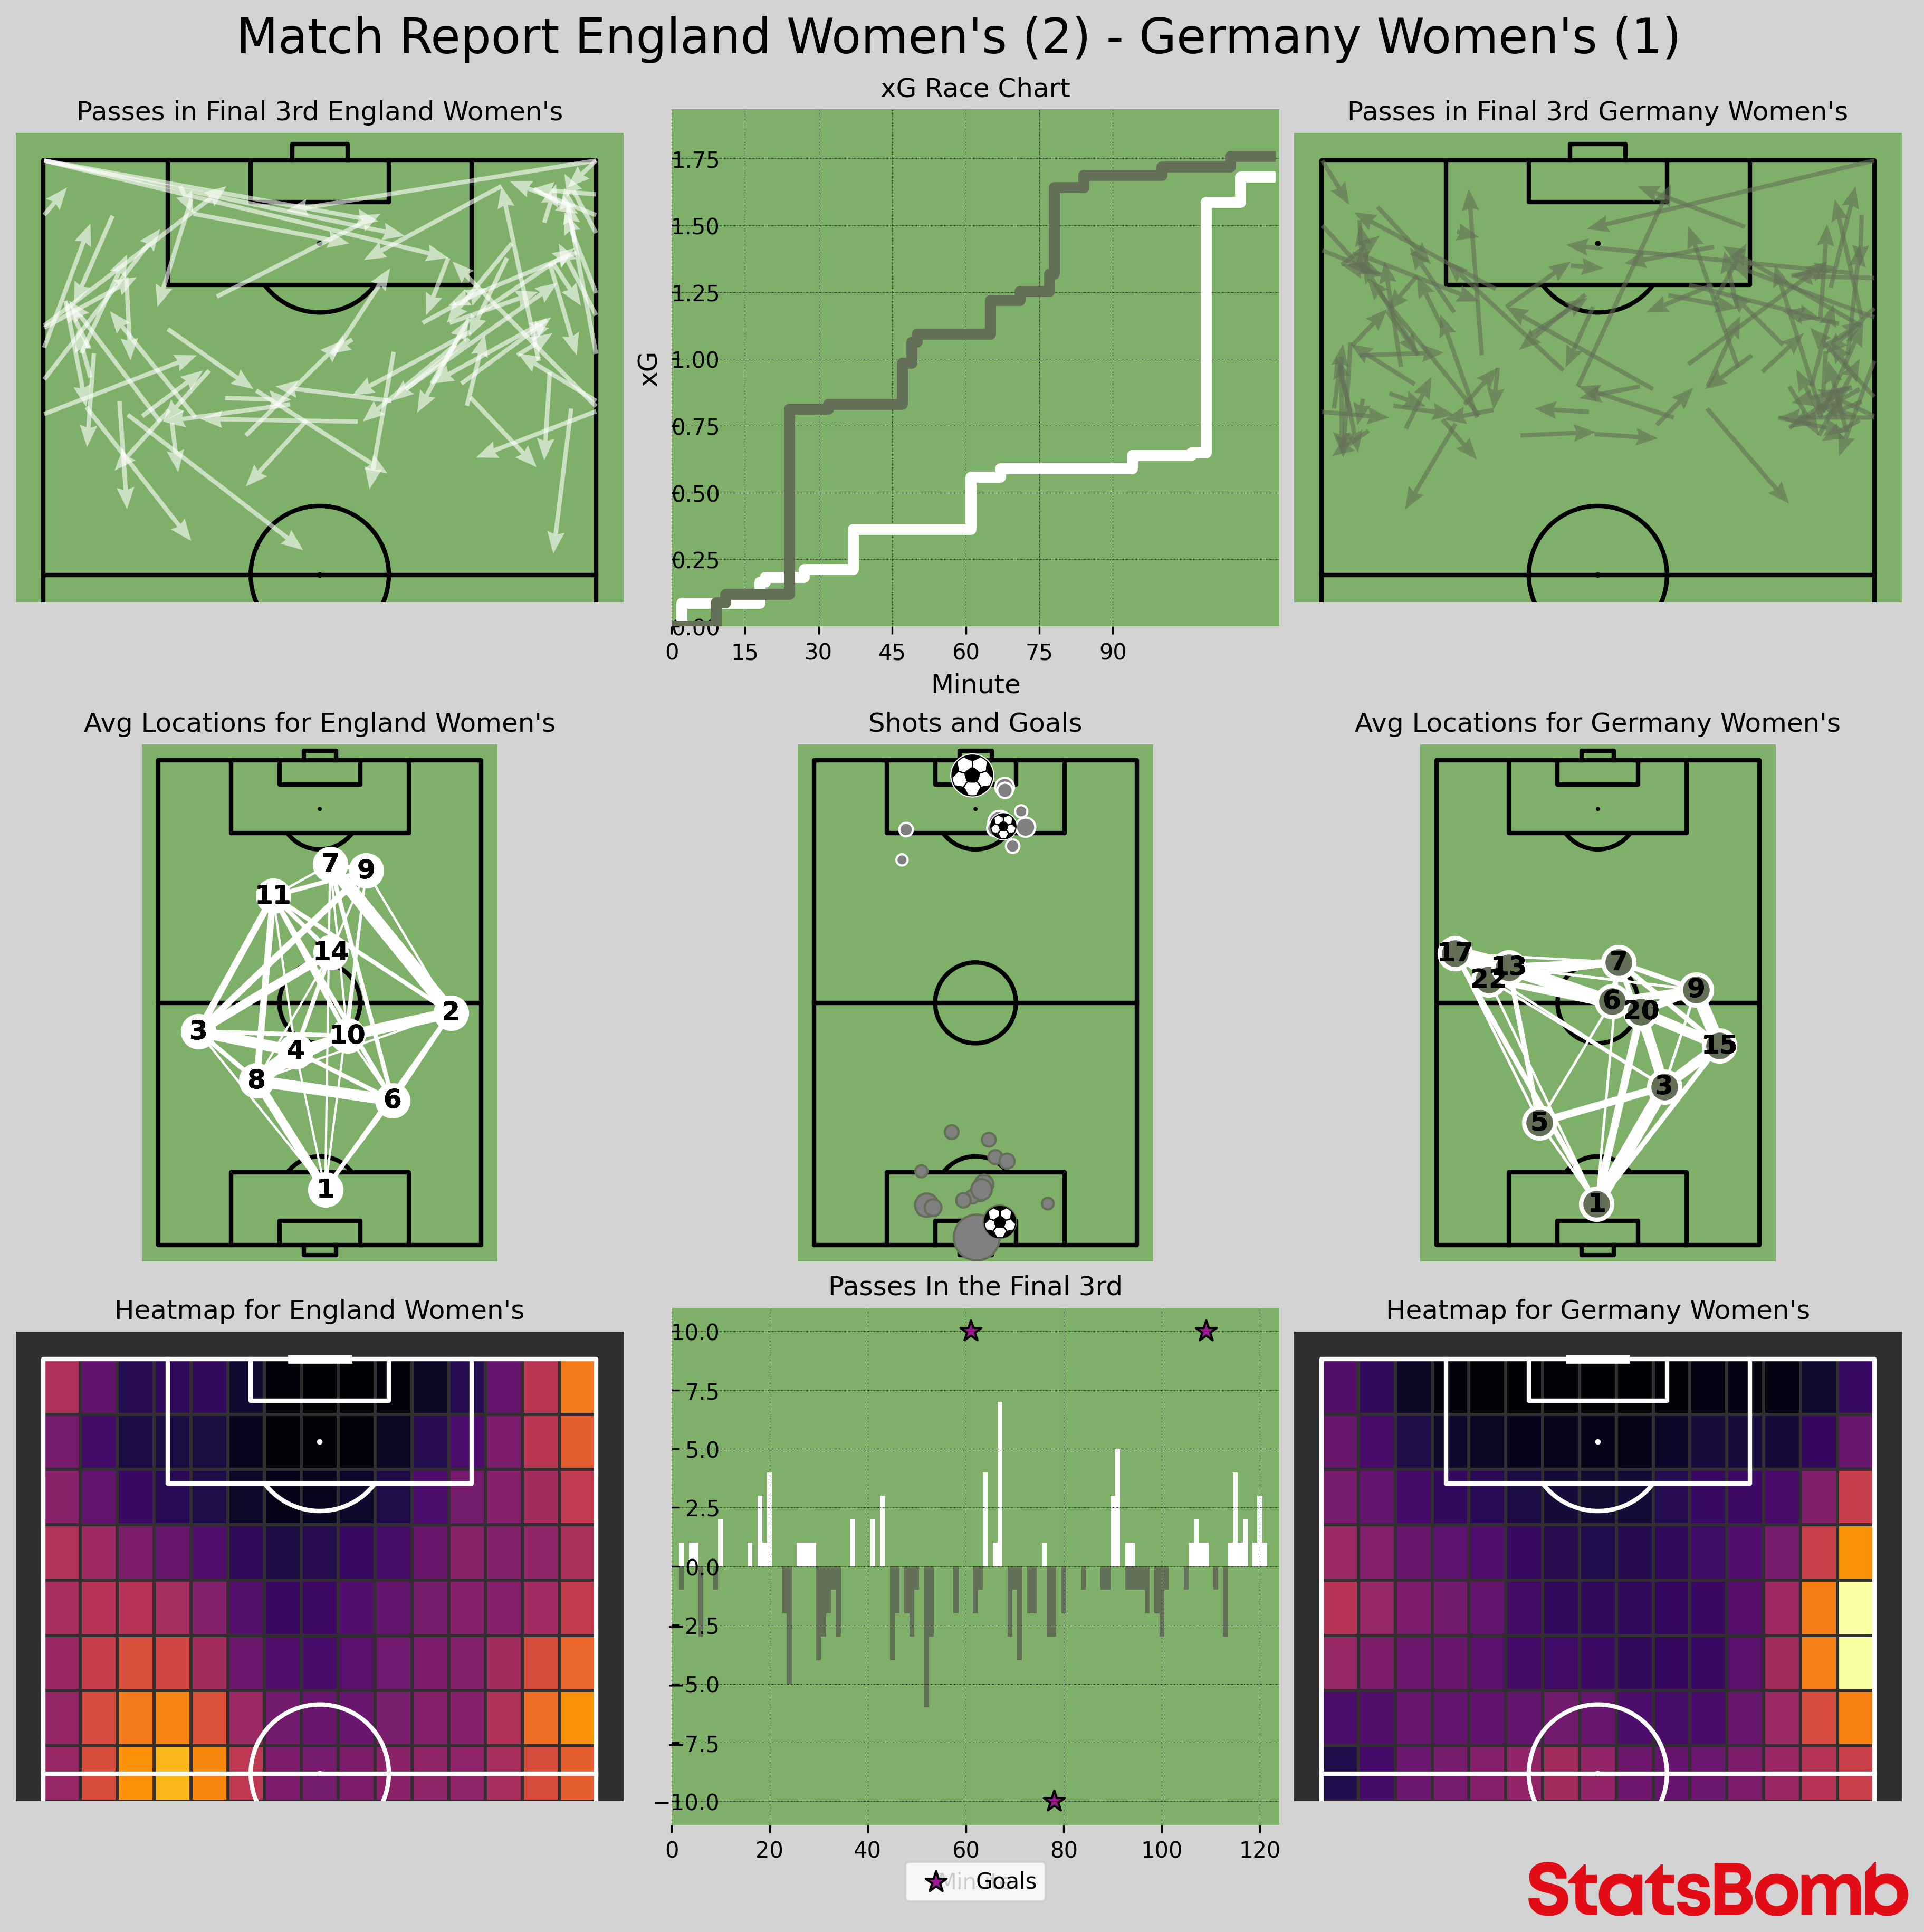 Match Report England Women's (2) - Germany Women's (1)
Passes in Final 3rd England Women's
xG Race Chart
1.75
1.50
1.25
1.00
0.75
0.50
0.25
0.00
xG
0 15 30 45 60 75 90
Minute
Passes in Final 3rd Germany Women's
Avg Locations for England Women's
7 9
11
14
2
3
10
4
8
6
1
Shots and Goals
Avg Locations for Germany Women's
17
13
7
22
9
6
20
15
3
5
1
Heatmap for England Women's
Passes In the Final 3rd
10.0
7.5
5.0
2.5
0.0
−2.5
−5.0
−7.5
−10.0
0 20 40 60 80 100 120
Goals
Heatmap for Germany Women's
StatsBomb